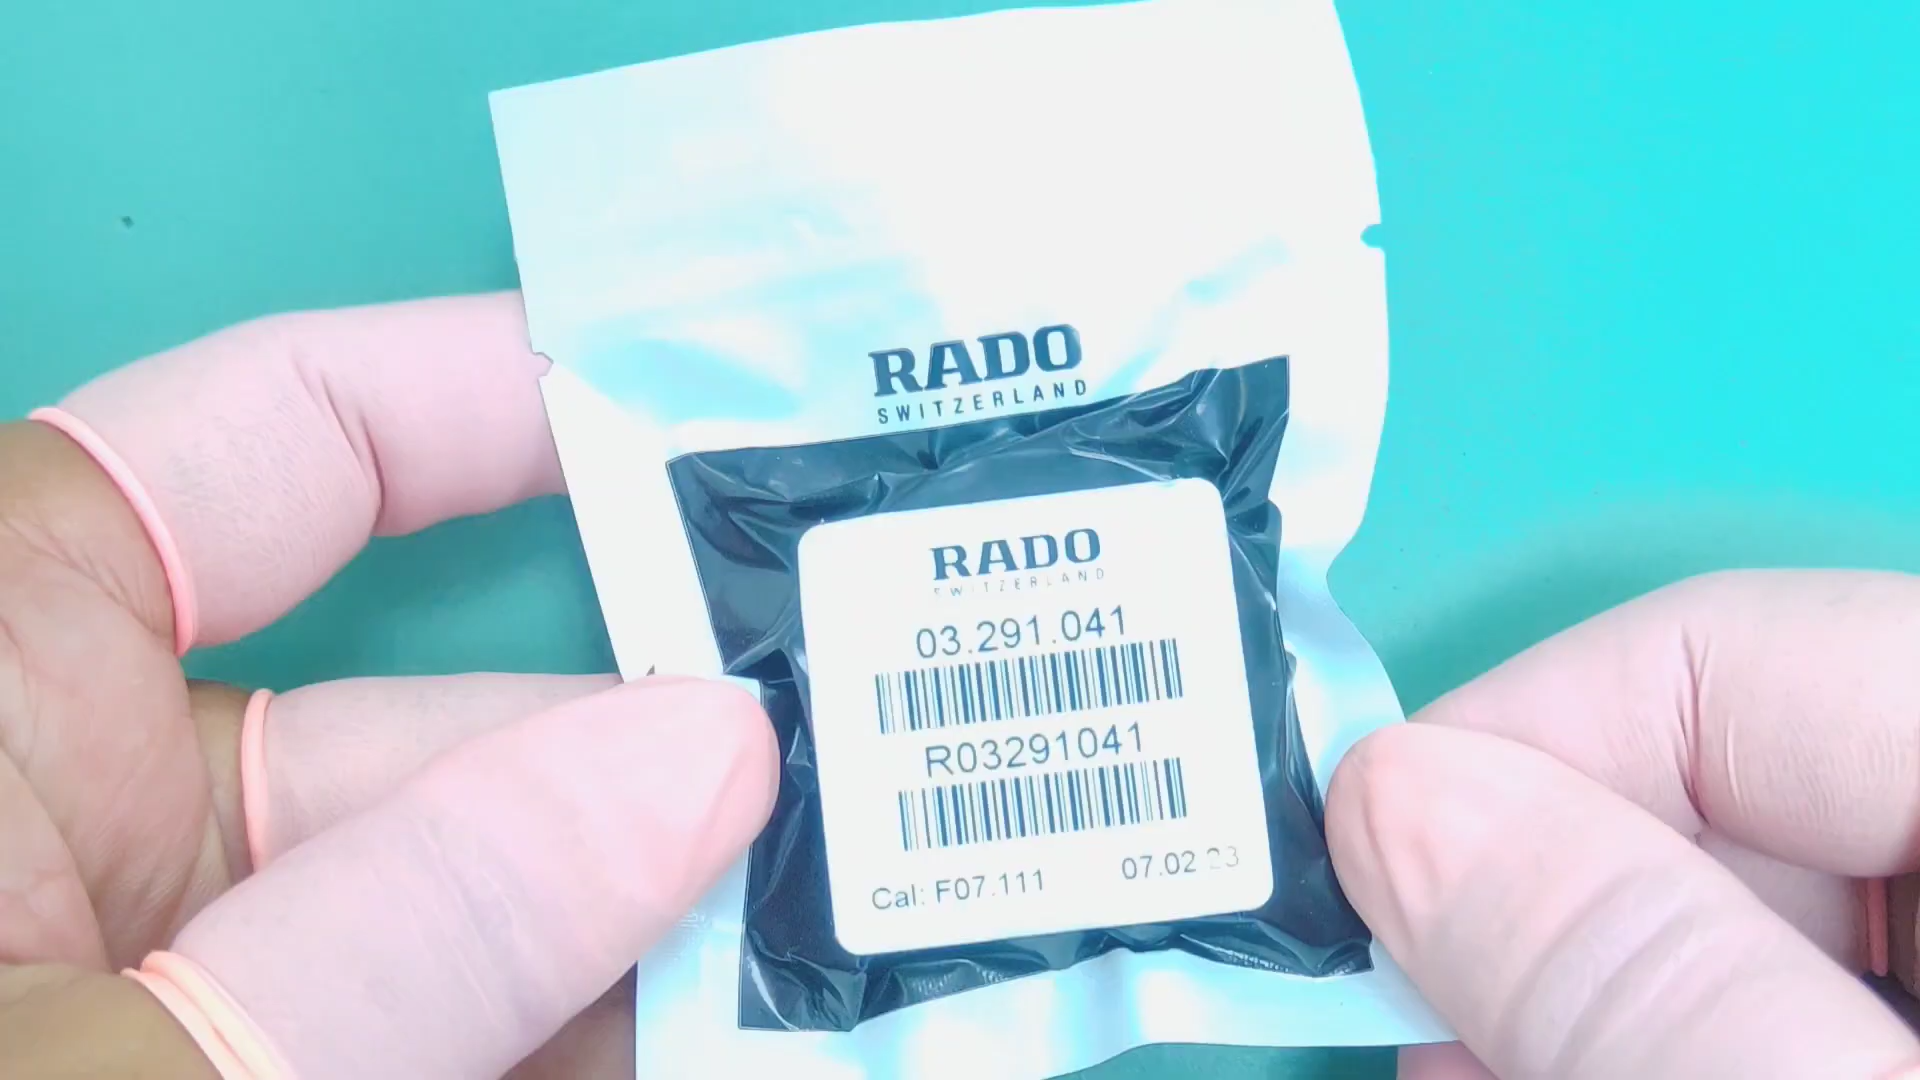 RADO
SWITZERLAND
RADO
SWITZERLAND
03.291.041
R03291041
Cal: F07.111 07.02 23